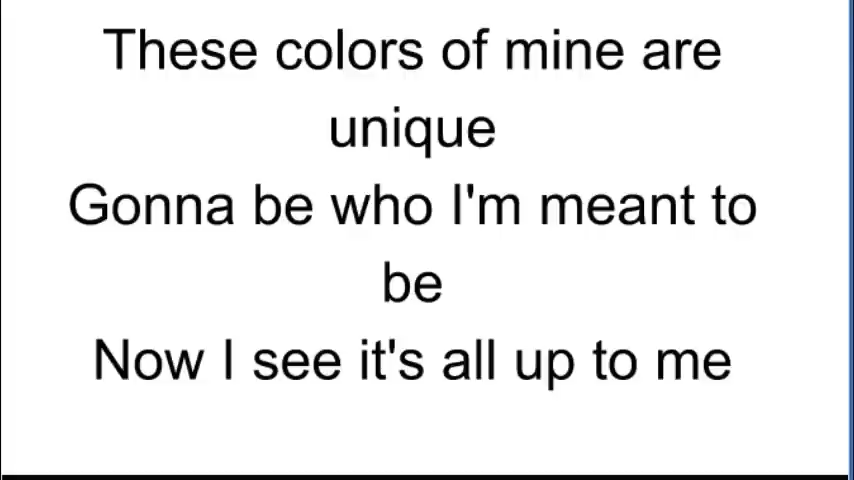 These colors of mine are
unique
Gonna be who I'm meant to
be
Now I see it's all up to me